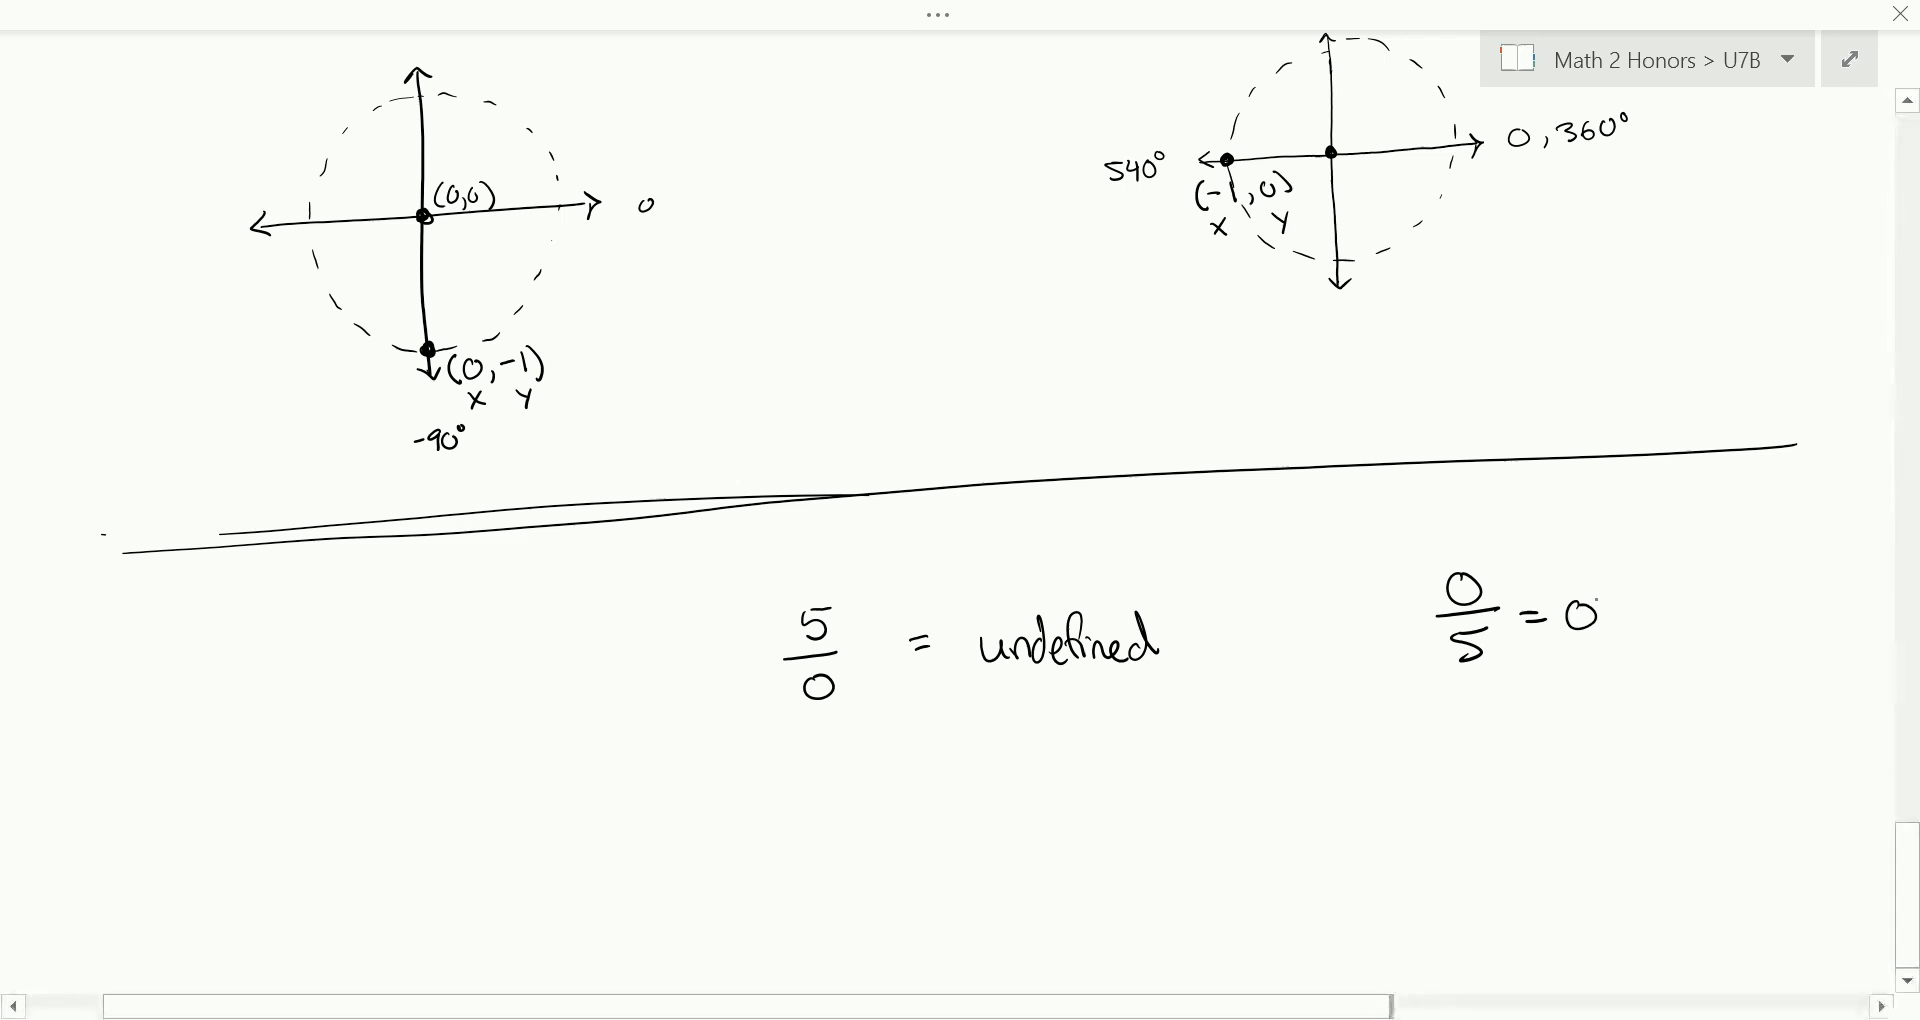 ...
Math 2 Honors > U7B
(0,0)
0
(0,-1)
x y
-90°
0, 360°
540°
(-1,0)
x y
5/0 = undefined
0/5 = 0